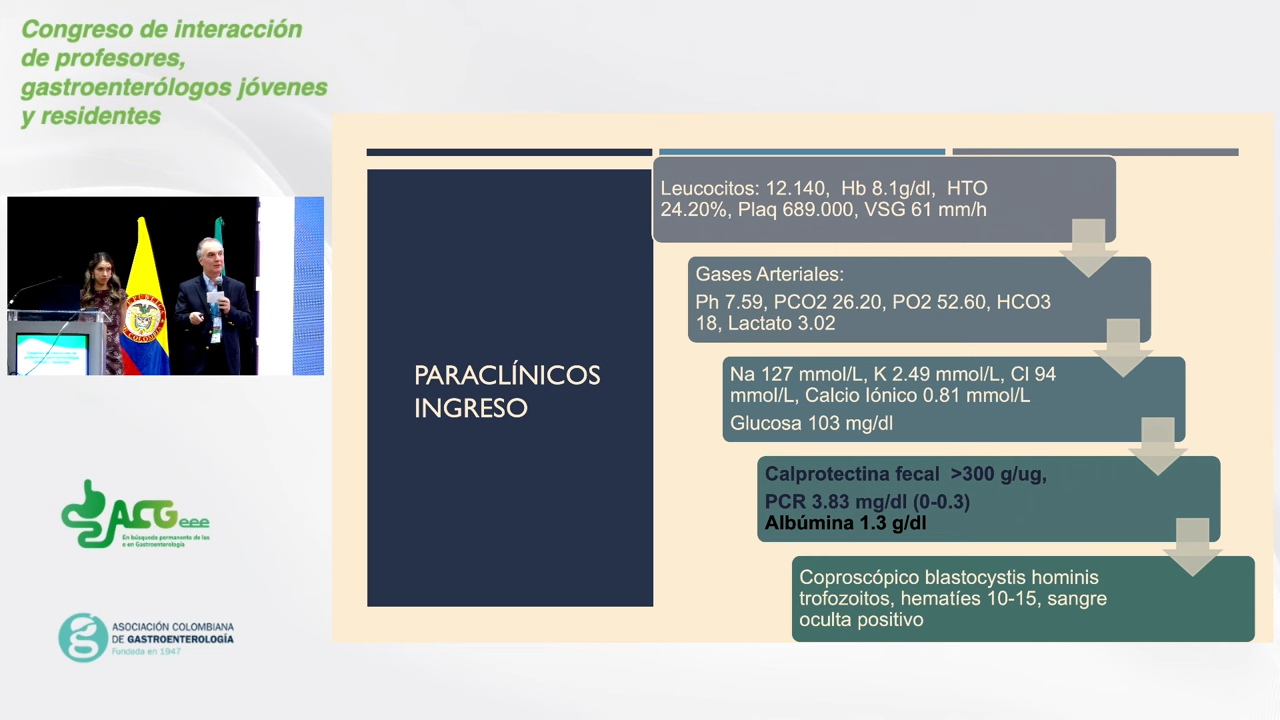 Congreso de interacción
de profesores,
gastroenterólogos jóvenes
y residentes
PARACLÍNICOS
INGRESO
Leucocitos: 12.140, Hb 8.1g/dl, HTO
24.20%, Plaq 689.000, VSG 61 mm/h
Gases Arteriales:
Ph 7.59, PCO2 26.20, PO2 52.60, HCO3
18, Lactato 3.02
Na 127 mmol/L, K 2.49 mmol/L, Cl 94
mmol/L, Calcio Iónico 0.81 mmol/L
Glucosa 103 mg/dl
Calprotectina fecal >300 g/ug,
PCR 3.83 mg/dl (0-0.3)
Albúmina 1.3 g/dl
Coproscópico blastocystis hominis
trofozoitos, hematíes 10-15, sangre
oculta positivo
ACGeee
En búsqueda permanente de las
e en Gastroenterología
ASOCIACIÓN COLOMBIANA
DE GASTROENTEROLOGÍA
Fundada en 1947